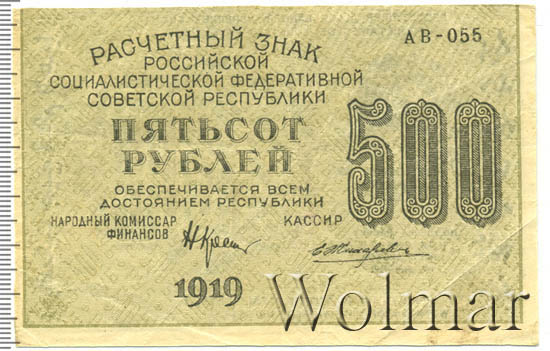 РАСЧЕТНЫЙ ЗНАК
АВ-055
РОССИЙСКОЙ
СОЦИАЛИСТИЧЕСКОЙ ФЕДЕРАТИВНОЙ
СОВЕТСКОЙ РЕСПУБЛИКИ
ПЯТЬСОТ
РУБЛЕЙ
500
ОБЕСПЕЧИВАЕТСЯ ВСЕМ
ДОСТОЯНИЕМ РЕСПУБЛИКИ
НАРОДНЫЙ КОМИССАР
ФИНАНСОВ
КАССИР
1919
Wolmar